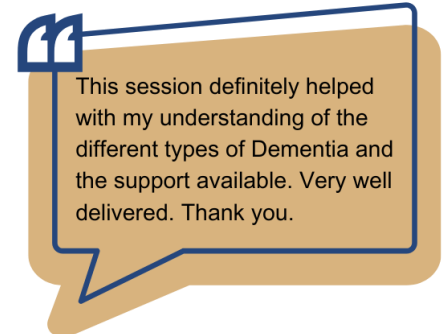 This session definitely helped
with my understanding of the
different types of Dementia and
the support available. Very well
delivered. Thank you.